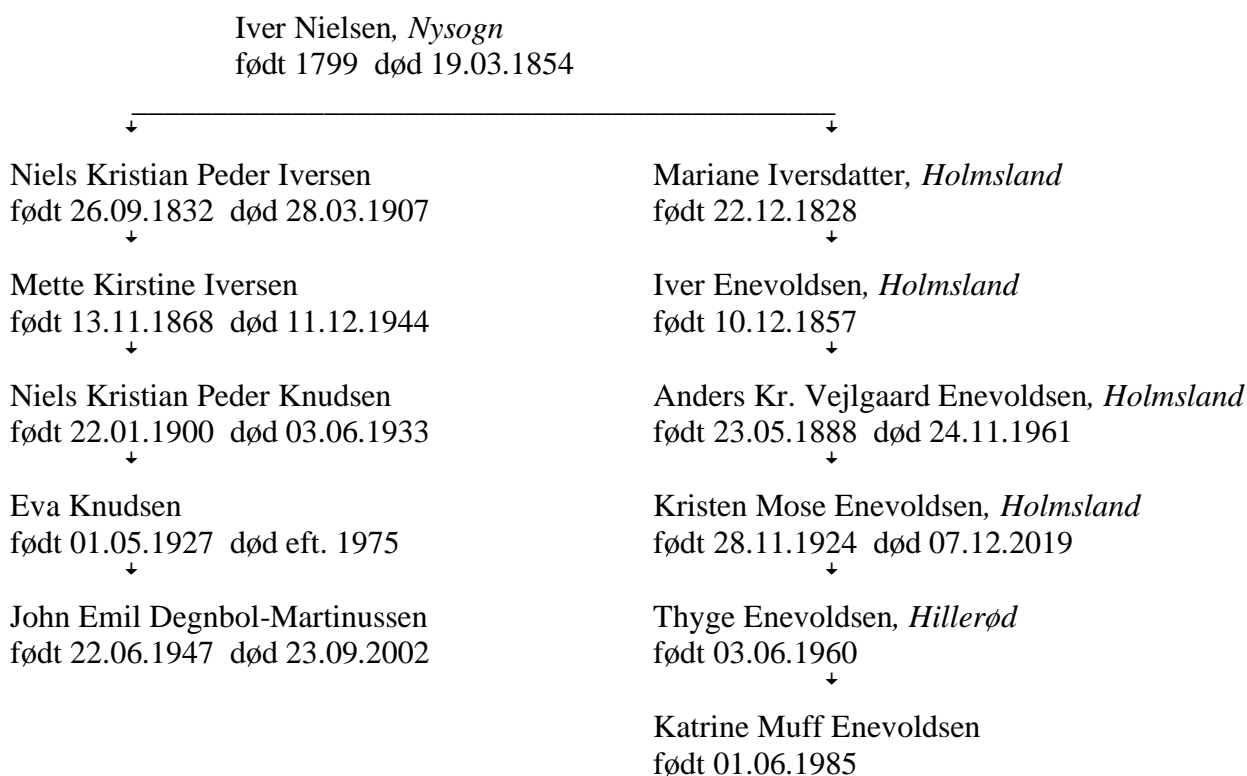 Iver Nielsen, Nysogn
født 1799 død 19.03.1854
Niels Kristian Peder Iversen
født 26.09.1832 død 28.03.1907
Mette Kirstine Iversen
født 13.11.1868 død 11.12.1944
Niels Kristian Peder Knudsen
født 22.01.1900 død 03.06.1933
Eva Knudsen
født 01.05.1927 død eft. 1975
John Emil Degnbol-Martinussen
født 22.06.1947 død 23.09.2002
Mariane Iversdatter, Holmsland
født 22.12.1828
Iver Enevoldsen, Holmsland
født 10.12.1857
Anders Kr. Vejlgaard Enevoldsen, Holmsland
født 23.05.1888 død 24.11.1961
Kristen Mose Enevoldsen, Holmsland
født 28.11.1924 død 07.12.2019
Thyge Enevoldsen, Hillerød
født 03.06.1960
Katrine Muff Enevoldsen
født 01.06.1985